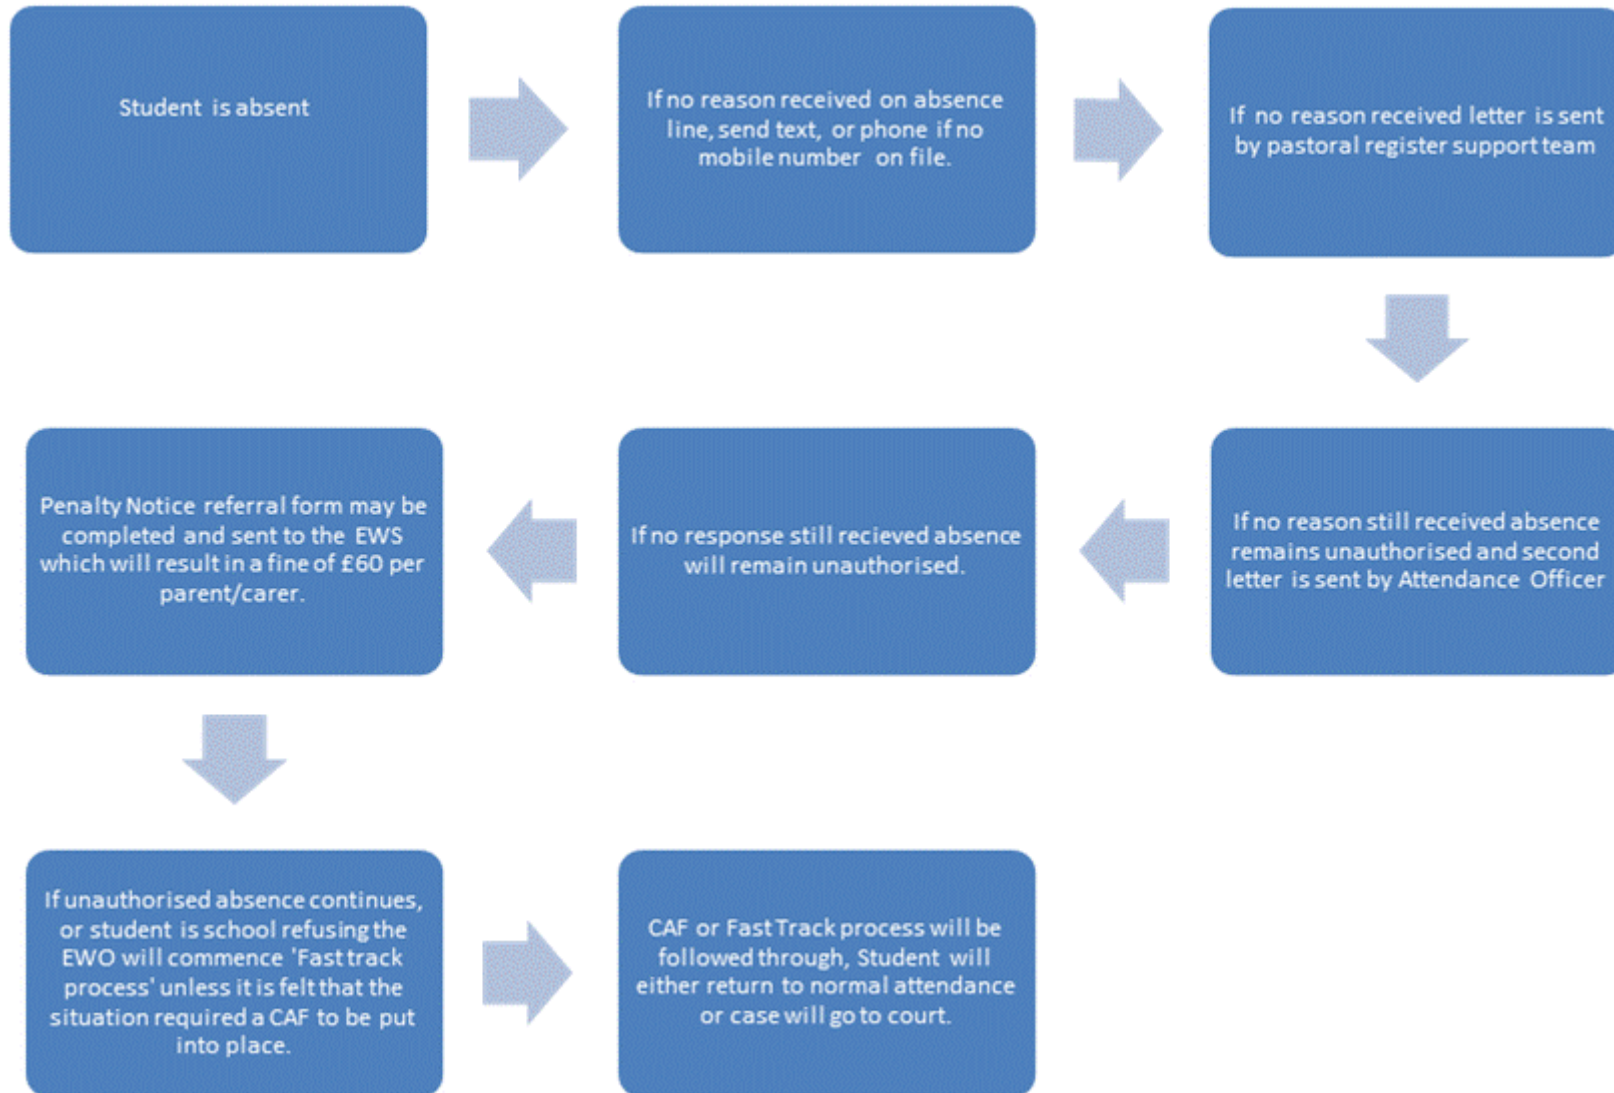 Student is absent
If no reason received on absence
line, send text, or phone if no
mobile number on file.
If no reason received letter is sent
by pastoral register support team
If no reason still received absence
remains unauthorised and second
letter is sent by Attendance Officer
If no response still recieved absence
will remain unauthorised.
Penalty Notice referral form may be
completed and sent to the EWS
which will result in a fine of £60 per
parent/carer.
If unauthorised absence continues,
or student is school refusing the
EWO will commence 'Fast track
process' unless it is felt that the
situation required a CAF to be put
into place.
CAF or Fast Track process will be
followed through, Student will
either return to normal attendance
or case will go to court.